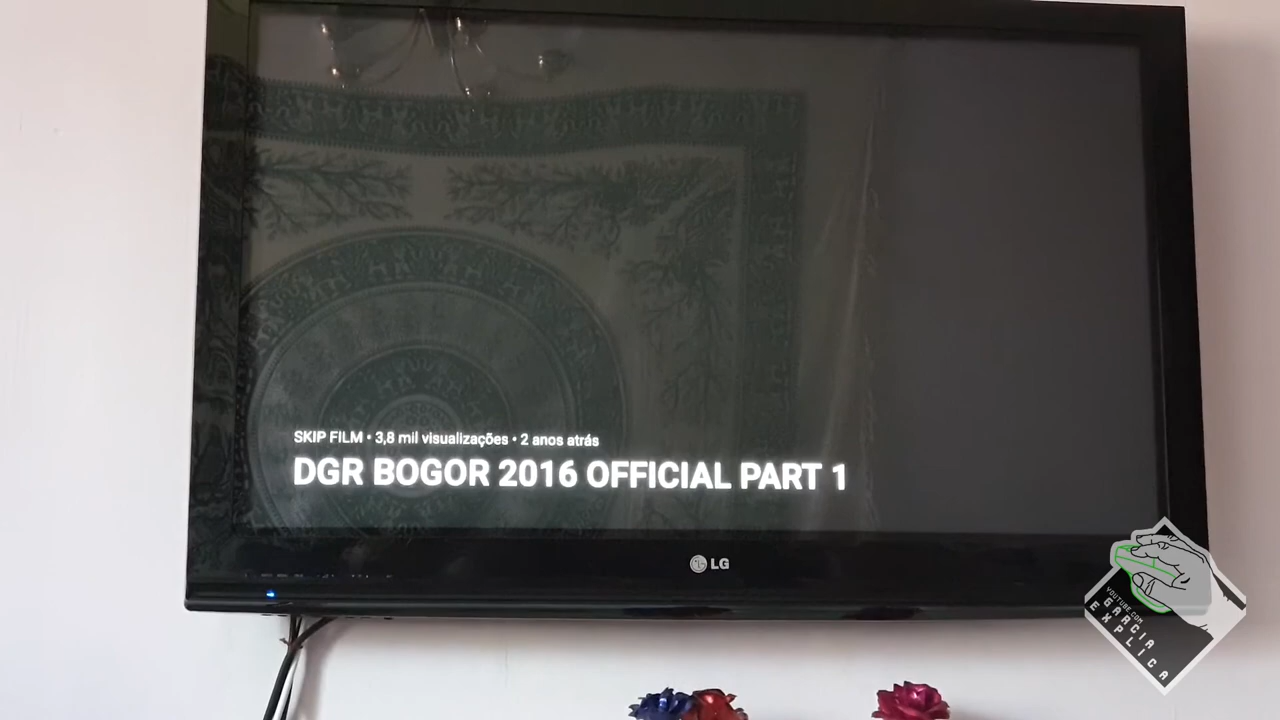 SKIP FILM • 3,8 mil visualizações • 2 anos atrás
DGR BOGOR 2016 OFFICIAL PART 1
LG
YOUTUBE.COM
GARCIA
EXPLICA